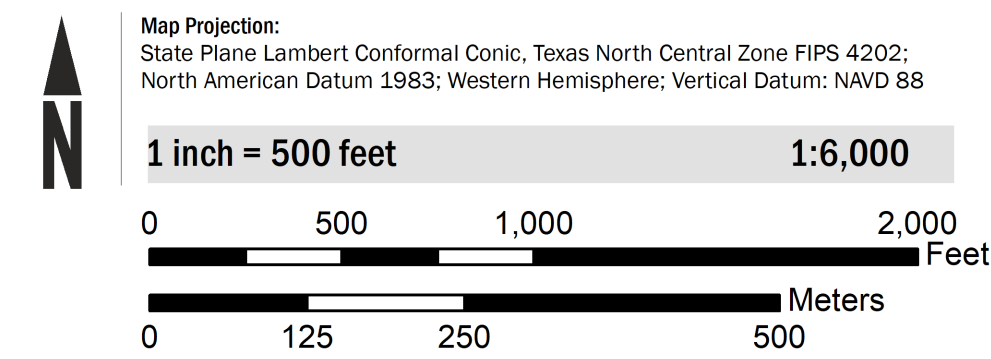 N
Map Projection:
State Plane Lambert Conformal Conic, Texas North Central Zone FIPS 4202;
North American Datum 1983; Western Hemisphere; Vertical Datum: NAVD 88
1 inch = 500 feet 1:6,000
0 500 1,000 2,000
Feet
Meters
0 125 250 500